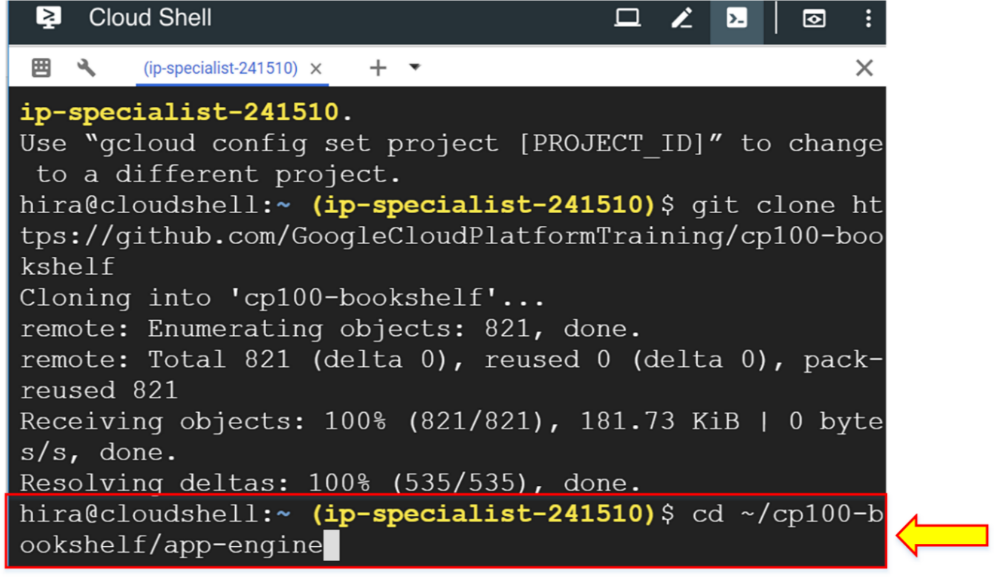 Cloud Shell
(ip-specialist-241510)
ip-specialist-241510.
Use “gcloud config set project [PROJECT_ID]” to change
to a different project.
hira@cloudshell:~ (ip-specialist-241510)$ git clone ht
tps://github.com/GoogleCloudPlatformTraining/cp100-boo
kshelf
Cloning into 'cp100-bookshelf'...
remote: Enumerating objects: 821, done.
remote: Total 821 (delta 0), reused 0 (delta 0), pack-
reused 821
Receiving objects: 100% (821/821), 181.73 KiB | 0 byte
s/s, done.
Resolving deltas: 100% (535/535), done.
hira@cloudshell:~ (ip-specialist-241510)$ cd ~/cp100-b
ookshelf/app-engine